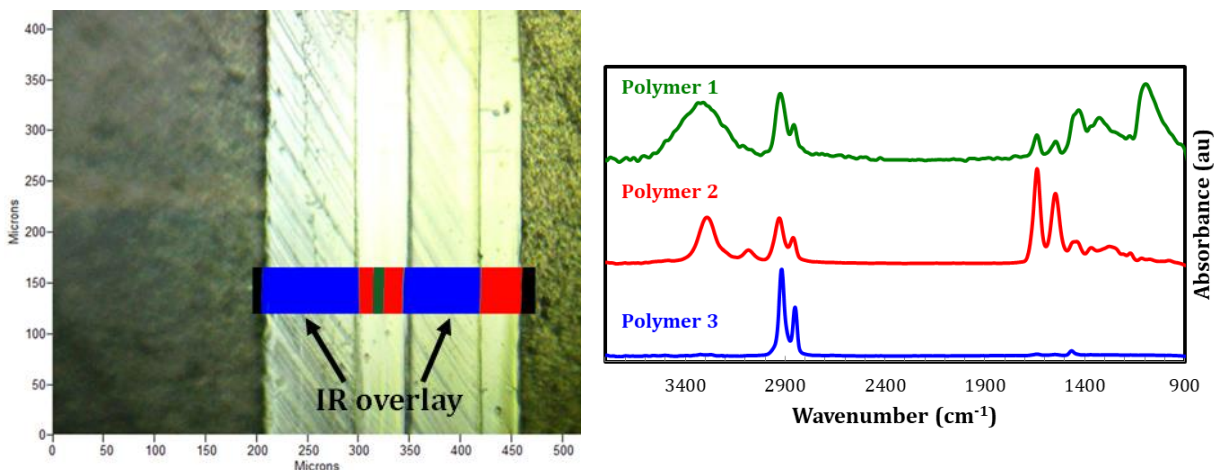 400
350
300
250
200
150
100
50
0
Microns
0 50 100 150 200 250 300 350 400 450 500
Microns
IR overlay
Polymer 1
Polymer 2
Polymer 3
3400 2900 2400 1900 1400 900
Wavenumber (cm⁻¹)
Absorbance (au)